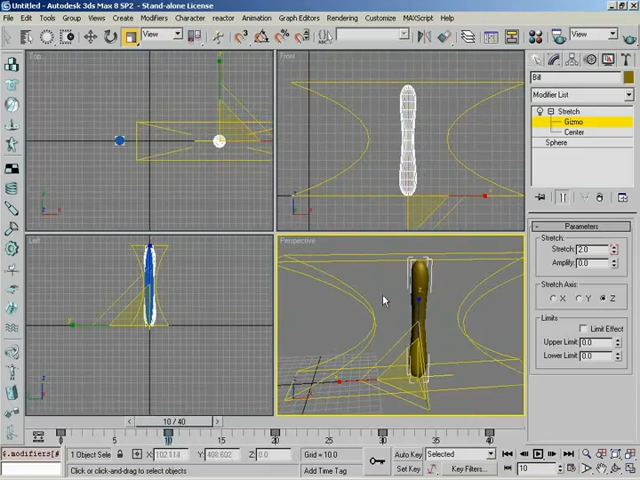 Untitled - Autodesk 3ds Max 8 SP2 - Stand-alone License
File Edit Tools Group Views Create Modifiers Character reactor Animation Graph Editors Rendering Customize MAXScript Help
View
View
Bill
Modifier List
Stretch
Gizmo
Center
Sphere
Top
Front
Left
Perspective
Parameters
Stretch:
Stretch: 2.0
Amplify: 0.0
Stretch Axis:
X Y Z
Limits
Limit Effect
Upper Limit: 0.0
Lower Limit: 0.0
10 / 40
0 5 10 15 20 25 30 35 40
1 Object Sele
X 102.114
Y
Z 0.0
Grid = 10.0
Auto Key
Selected
Click or click-and-drag to select objects
Add Time Tag
Set Key
Key Filters...
10